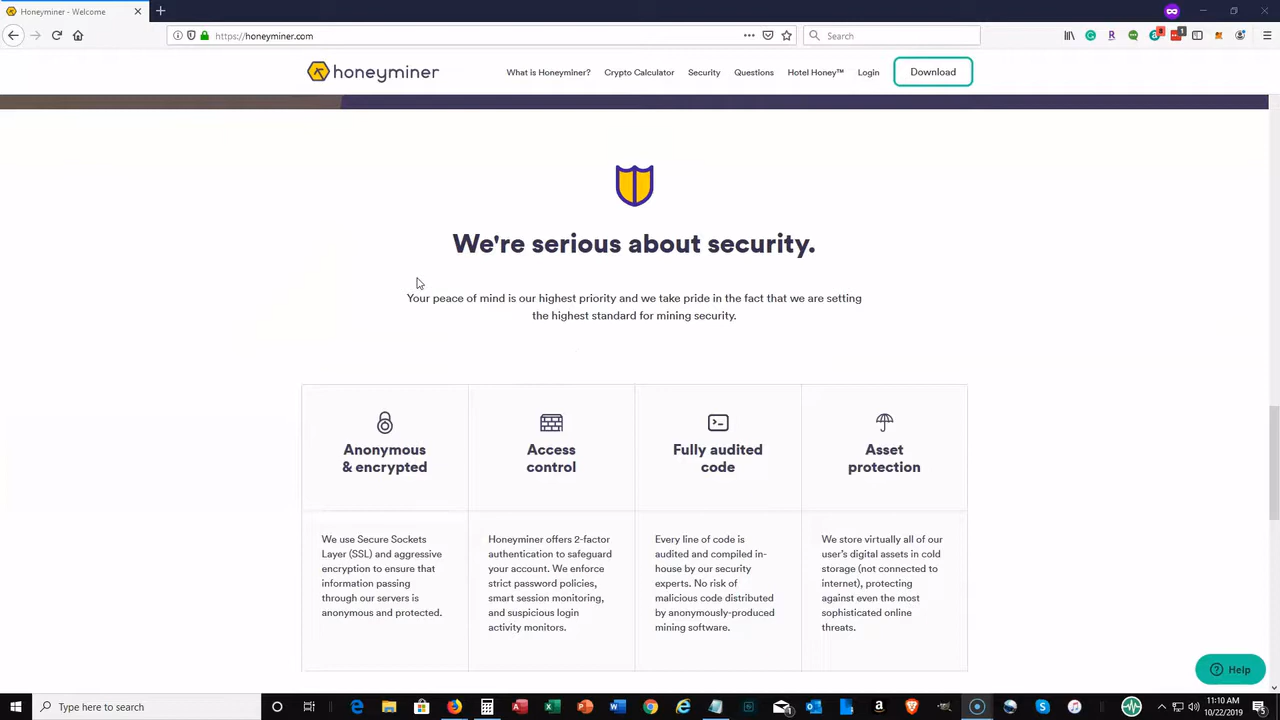 Honeyminer - Welcome
https://honeyminer.com
Search
honeyminer
What is Honeyminer?
Crypto Calculator
Security
Questions
Hotel Honey™
Login
Download
We're serious about security.
Your peace of mind is our highest priority and we take pride in the fact that we are setting
the highest standard for mining security.
Anonymous
& encrypted
Access
control
Fully audited
code
Asset
protection
We use Secure Sockets
Layer (SSL) and aggressive
encryption to ensure that
information passing
through our servers is
anonymous and protected.
Honeyminer offers 2-factor
authentication to safeguard
your account. We enforce
strict password policies,
smart session monitoring,
and suspicious login
activity monitors.
Every line of code is
audited and compiled in-
house by our security
experts. No risk of
malicious code distributed
by anonymously-produced
mining software.
We store virtually all of our
user's digital assets in cold
storage (not connected to
internet), protecting
against even the most
sophisticated online
threats.
Help
Type here to search
11:10 AM
10/22/2019